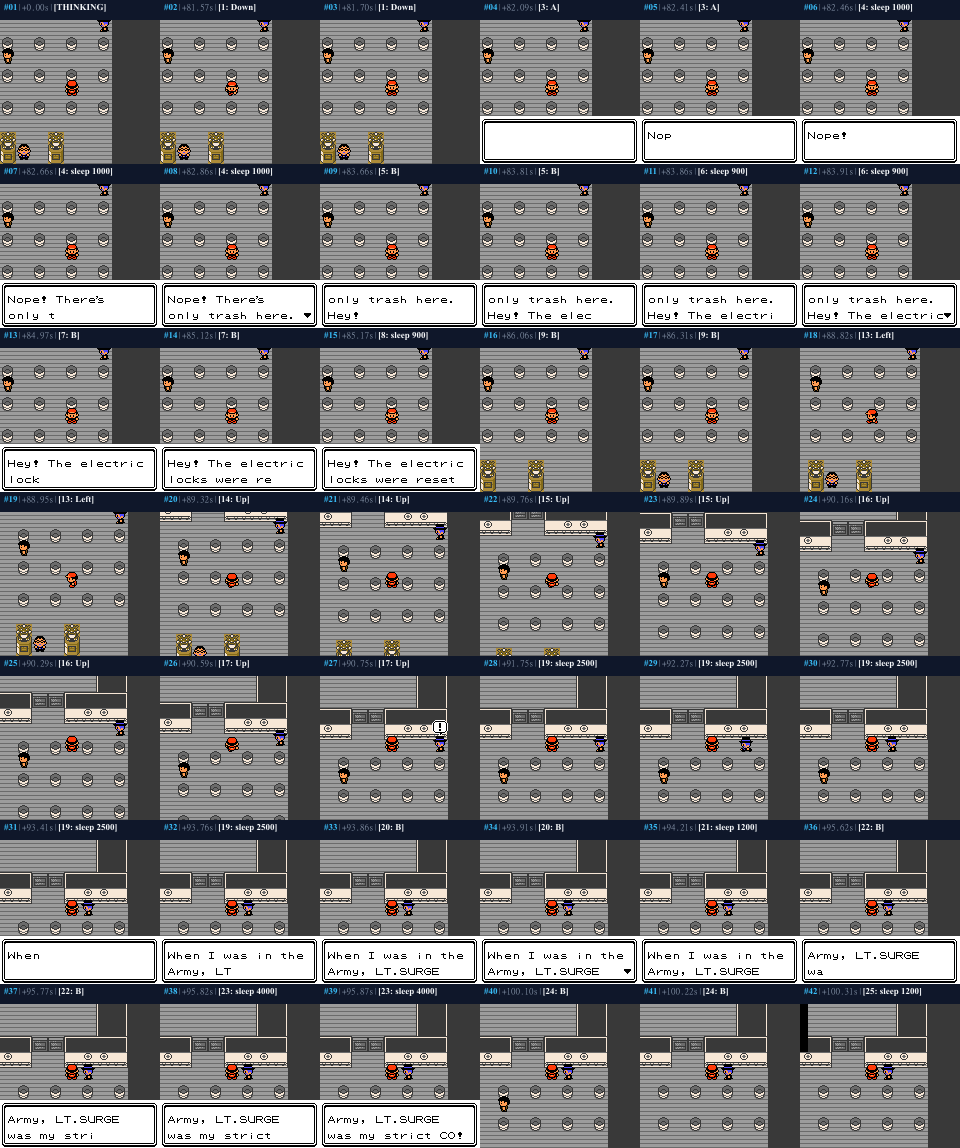 #01|+0.00s|[THINKING]
#02|+81.57s|[1: Down]
#03|+81.70s|[1: Down]
#04|+82.09s|[3: A]
#05|+82.41s|[3: A]
#06|+82.46s|[4: sleep 1000]
Nop
Nope!
#07|+82.66s|[4: sleep 1000]
#08|+82.86s|[4: sleep 1000]
#09|+83.66s|[5: B]
#10|+83.81s|[5: B]
#11|+83.86s|[6: sleep 900]
#12|+83.91s|[6: sleep 900]
Nope! There's
only t
Nope! There's
only trash here.
only trash here.
Hey!
only trash here.
Hey! The elec
only trash here.
Hey! The electri
only trash here.
Hey! The electric
#13|+84.97s|[7: B]
#14|+85.12s|[7: B]
#15|+85.17s|[8: sleep 900]
#16|+86.06s|[9: B]
#17|+86.31s|[9: B]
#18|+88.82s|[13: Left]
Hey! The electric
lock
Hey! The electric
locks were re
Hey! The electric
locks were reset
#19|+88.95s|[13: Left]
#20|+89.32s|[14: Up]
#21|+89.46s|[14: Up]
#22|+89.76s|[15: Up]
#23|+89.89s|[15: Up]
#24|+90.16s|[16: Up]
#25|+90.29s|[16: Up]
#26|+90.59s|[17: Up]
#27|+90.75s|[17: Up]
#28|+91.75s|[19: sleep 2500]
#29|+92.27s|[19: sleep 2500]
#30|+92.77s|[19: sleep 2500]
!
#31|+93.41s|[19: sleep 2500]
#32|+93.76s|[19: sleep 2500]
#33|+93.86s|[20: B]
#34|+93.91s|[20: B]
#35|+94.21s|[21: sleep 1200]
#36|+95.62s|[22: B]
When
When I was in the
Army, LT
When I was in the
Army, LT.SURGE
When I was in the
Army, LT.SURGE
When I was in the
Army, LT.SURGE
Army, LT.SURGE
wa
#37|+95.77s|[22: B]
#38|+95.82s|[23: sleep 4000]
#39|+95.87s|[23: sleep 4000]
#40|+100.10s|[24: B]
#41|+100.22s|[24: B]
#42|+100.31s|[25: sleep 1200]
Army, LT.SURGE
was my stri
Army, LT.SURGE
was my strict
Army, LT.SURGE
was my strict CO!